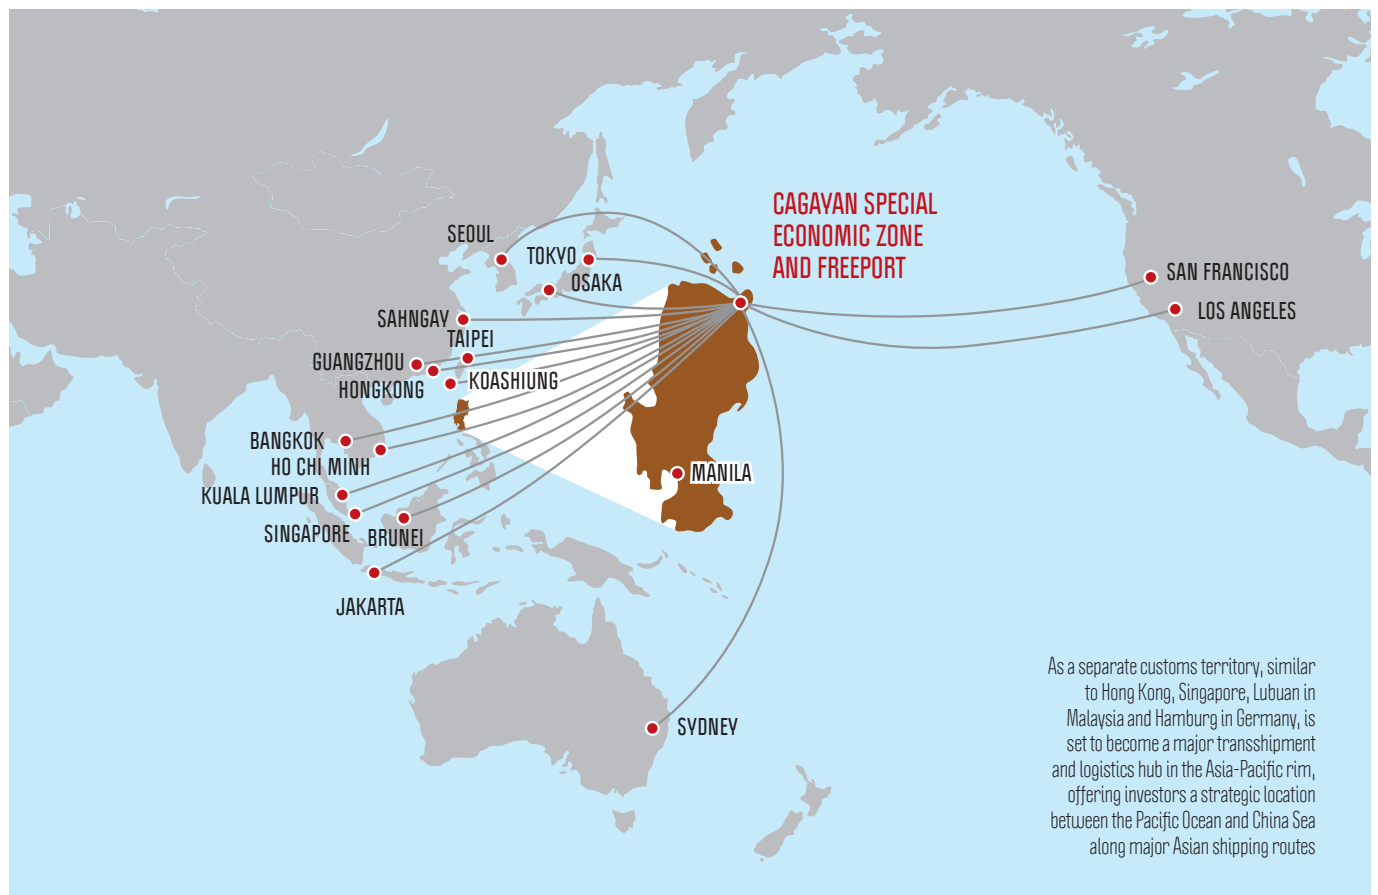 CAGAYAN SPECIAL
ECONOMIC ZONE
AND FREEPORT
SEOUL
TOKYO
OSAKA
SAN FRANCISCO
LOS ANGELES
SAHNGAY
TAIPEI
GUANGZHOU
HONGKONG
KOASHIUNG
BANGKOK
HO CHI MINH
MANILA
KUALA LUMPUR
SINGAPORE
BRUNEI
JAKARTA
SYDNEY
As a separate customs territory, similar
to Hong Kong, Singapore, Lubuan in
Malaysia and Hamburg in Germany, is
set to become a major transshipment
and logistics hub in the Asia-Pacific rim,
offering investors a strategic location
between the Pacific Ocean and China Sea
along major Asian shipping routes